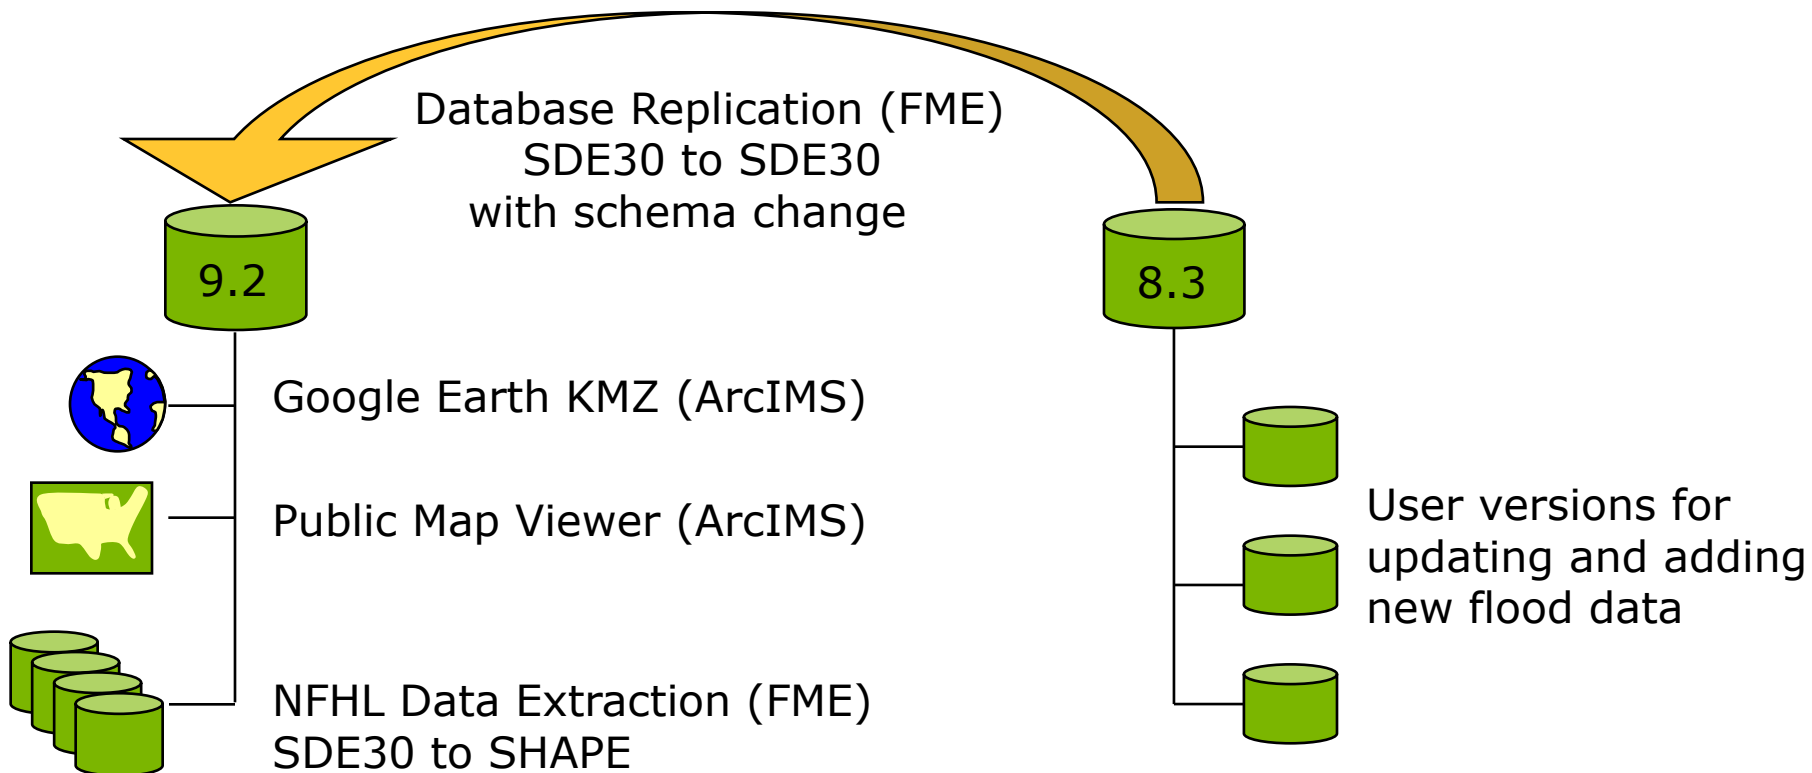 Database Replication (FME)
SDE30 to SDE30
with schema change
9.2
8.3
Google Earth KMZ (ArcIMS)
Public Map Viewer (ArcIMS)
User versions for
updating and adding
new flood data
NFHL Data Extraction (FME)
SDE30 to SHAPE